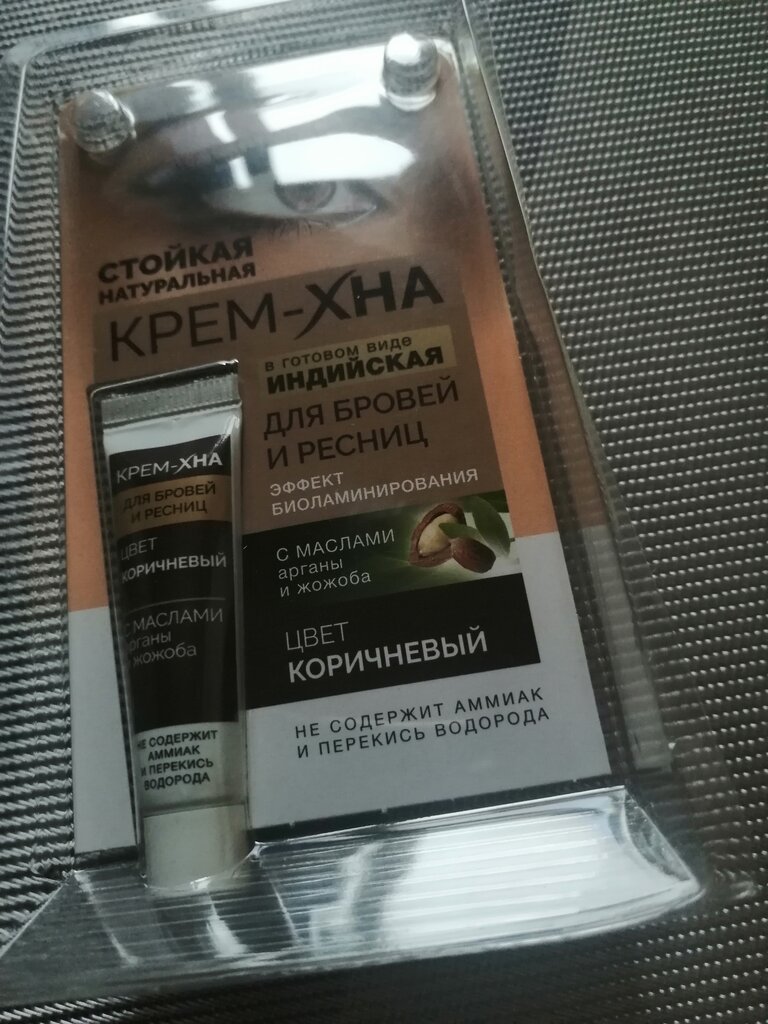 СТОЙКАЯ
НАТУРАЛЬНАЯ
КРЕМ-ХНА
в готовом виде
ИНДИЙСКАЯ
ДЛЯ БРОВЕЙ
И РЕСНИЦ
ЭФФЕКТ
БИОЛАМИНИРОВАНИЯ
С МАСЛАМИ
арганы
и жожоба
ЦВЕТ
КОРИЧНЕВЫЙ
НЕ СОДЕРЖИТ АММИАК
И ПЕРЕКИСЬ ВОДОРОДА
КРЕМ-ХНА
ДЛЯ БРОВЕЙ
И РЕСНИЦ
ЦВЕТ
КОРИЧНЕВЫЙ
С МАСЛАМИ
арганы
и жожоба
НЕ СОДЕРЖИТ
АММИАК
И ПЕРЕКИСЬ
ВОДОРОДА